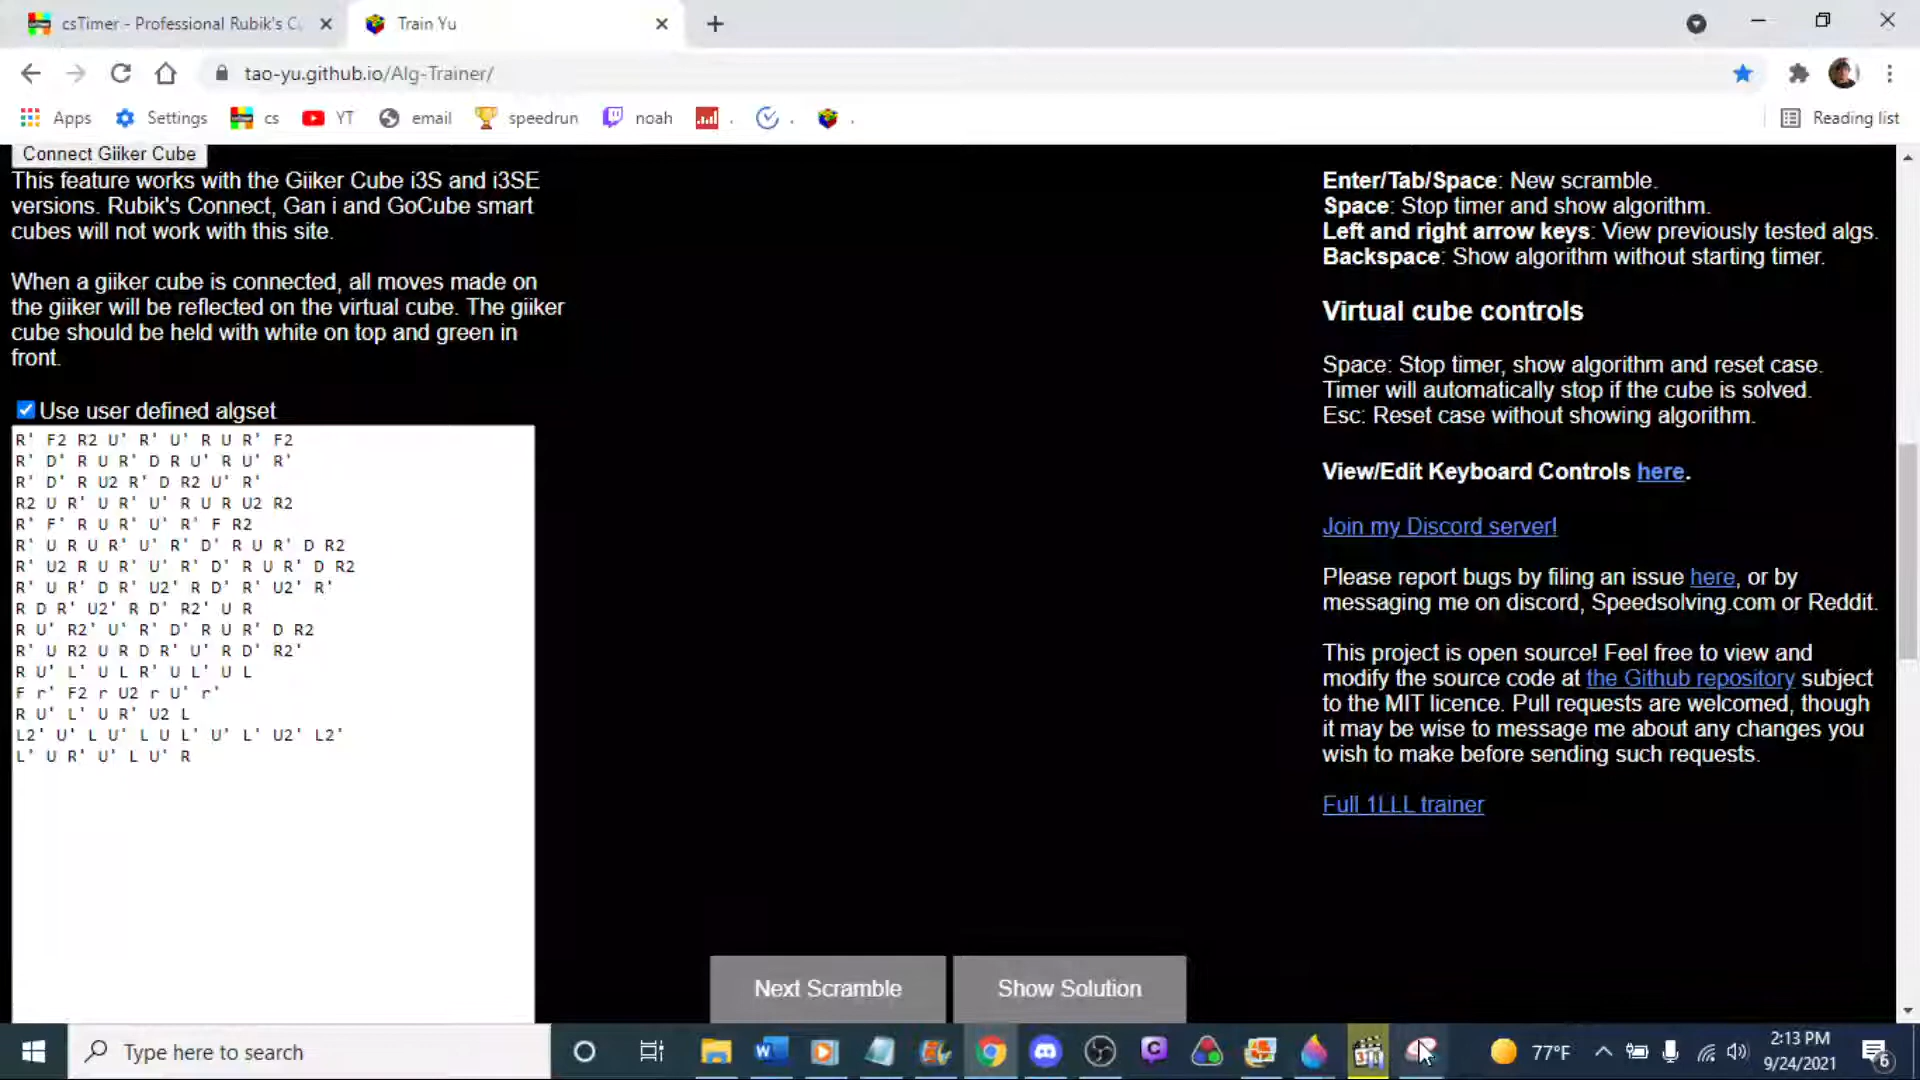 csTimer - Professional Rubik's C
Train Yu
tao-yu.github.io/Alg-Trainer/
Apps
Settings
cs
YT
email
speedrun
noah
.
.
.
Reading list
Connect Giiker Cube
This feature works with the Giiker Cube i3S and i3SE
versions. Rubik's Connect, Gan i and GoCube smart
cubes will not work with this site.
When a giiker cube is connected, all moves made on
the giiker will be reflected on the virtual cube. The giiker
cube should be held with white on top and green in
front.
Use user defined algset
R' F2 R2 U' R' U' R U R' F2
R' D' R U R' D R U' R U' R'
R' D' R U2 R' D R2 U' R'
R2 U R' U R' U' R U R U2 R2
R' F' R U R' U' R' F R2
R' U R U R' U' R' D' R U R' D R2
R' U2 R U R' U' R' D' R U R' D R2
R' U R' D R' U2' R D' R' U2' R'
R D R' U2' R D' R2' U R
R U' R2' U' R' D' R U R' D R2
R' U R2 U R D R' U' R D' R2'
R U' L' U L R' U L' U L
F r' F2 r U2 r U' r'
R U' L' U R' U2 L
L2' U' L U' L U L' U' L' U2' L2'
L' U R' U' L U' R
Enter/Tab/Space: New scramble.
Space: Stop timer and show algorithm.
Left and right arrow keys: View previously tested algs.
Backspace: Show algorithm without starting timer.
Virtual cube controls
Space: Stop timer, show algorithm and reset case.
Timer will automatically stop if the cube is solved.
Esc: Reset case without showing algorithm.
View/Edit Keyboard Controls here.
Join my Discord server!
Please report bugs by filing an issue here, or by
messaging me on discord, Speedsolving.com or Reddit.
This project is open source! Feel free to view and
modify the source code at the Github repository subject
to the MIT licence. Pull requests are welcomed, though
it may be wise to message me about any changes you
wish to make before sending such requests.
Full 1LLL trainer
Next Scramble
Show Solution
Type here to search
77°F
2:13 PM
9/24/2021
6